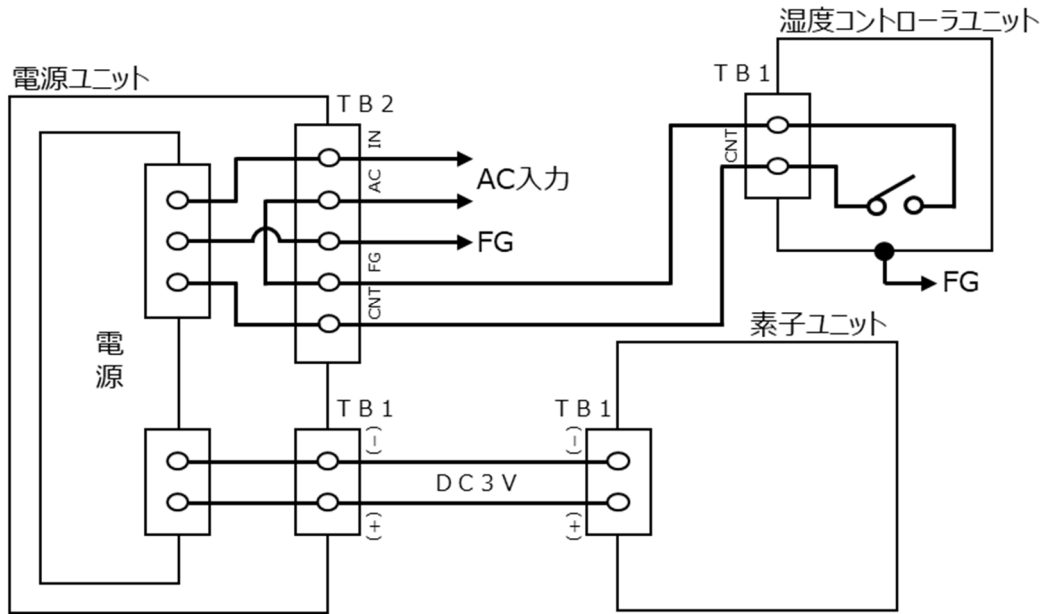 湿度コントローラユニット
電源ユニット
ＴＢ１
ＴＢ２
IN
AC
CNT
AC入力
FG
FG
CNT
FG
素子ユニット
電
源
ＴＢ１
ＴＢ１
(−)
(−)
ＤＣ３Ｖ
(+)
(+)